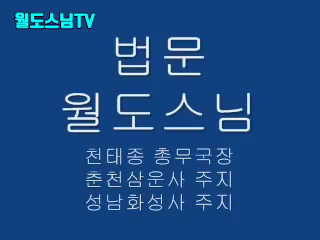 월도스님TV
법문
월도스님
천태종 총무국장
춘천삼운사 주지
성남화성사 주지